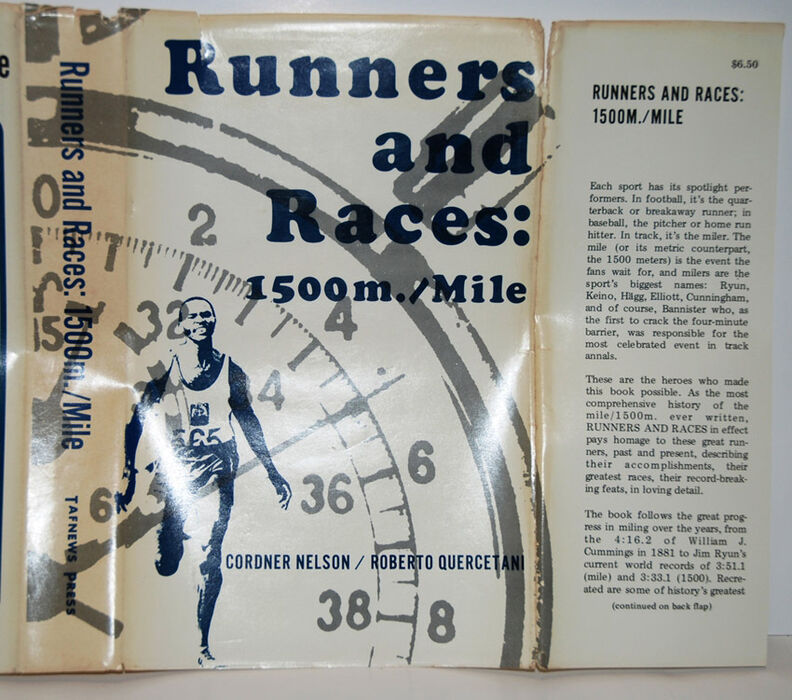 e
Runners and Races: 1500m./Mile
TAFNEWS PRESS
Runners
and
Races:
1500m./Mile
2
32
4
4
565
6
6
36
38
8
CORDNER NELSON / ROBERTO QUERCETANI
$6.50
RUNNERS AND RACES:
1500M./MILE
Each sport has its spotlight per-
formers. In football, it's the quar-
terback or breakaway runner; in
baseball, the pitcher or home run
hitter. In track, it's the miler. The
mile (or its metric counterpart,
the 1500 meters) is the event the
fans wait for, and milers are the
sport's biggest names: Ryun,
Keino, Hägg, Elliott, Cunningham,
and of course, Bannister who, as
the first to crack the four-minute
barrier, was responsible for the
most celebrated event in track
annals.
These are the heroes who made
this book possible. As the most
comprehensive history of the
mile/1500m. ever written,
RUNNERS AND RACES in effect
pays homage to these great run-
ners, past and present, describing
their accomplishments, their
greatest races, their record-break-
ing feats, in loving detail.
The book follows the great prog-
ress in miling over the years, from
the 4:16.2 of William J.
Cummings in 1881 to Jim Ryun's
current world records of 3:51.1
(mile) and 3:33.1 (1500). Recre-
ated are some of history's greatest
(continued on back flap)